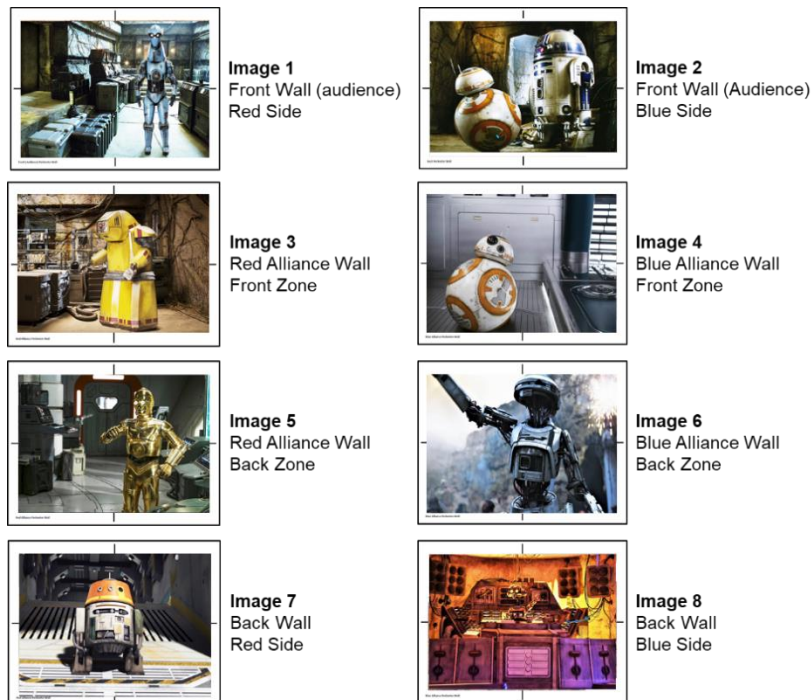 Image 1
Front Wall (audience)
Red Side
Image 2
Front Wall (Audience)
Blue Side
Image 3
Red Alliance Wall
Front Zone
Image 4
Blue Alliance Wall
Front Zone
Image 5
Red Alliance Wall
Back Zone
Image 6
Blue Alliance Wall
Back Zone
Image 7
Back Wall
Red Side
Image 8
Back Wall
Blue Side